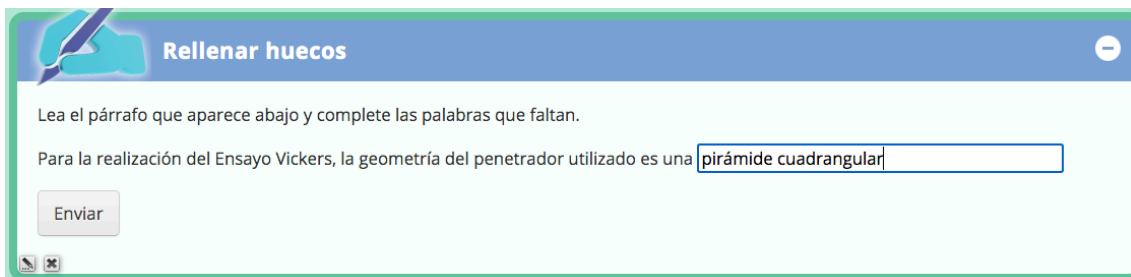 Rellenar huecos
Lea el párrafo que aparece abajo y complete las palabras que faltan.
Para la realización del Ensayo Vickers, la geometría del penetrador utilizado es una pirámide cuadrangular
Enviar